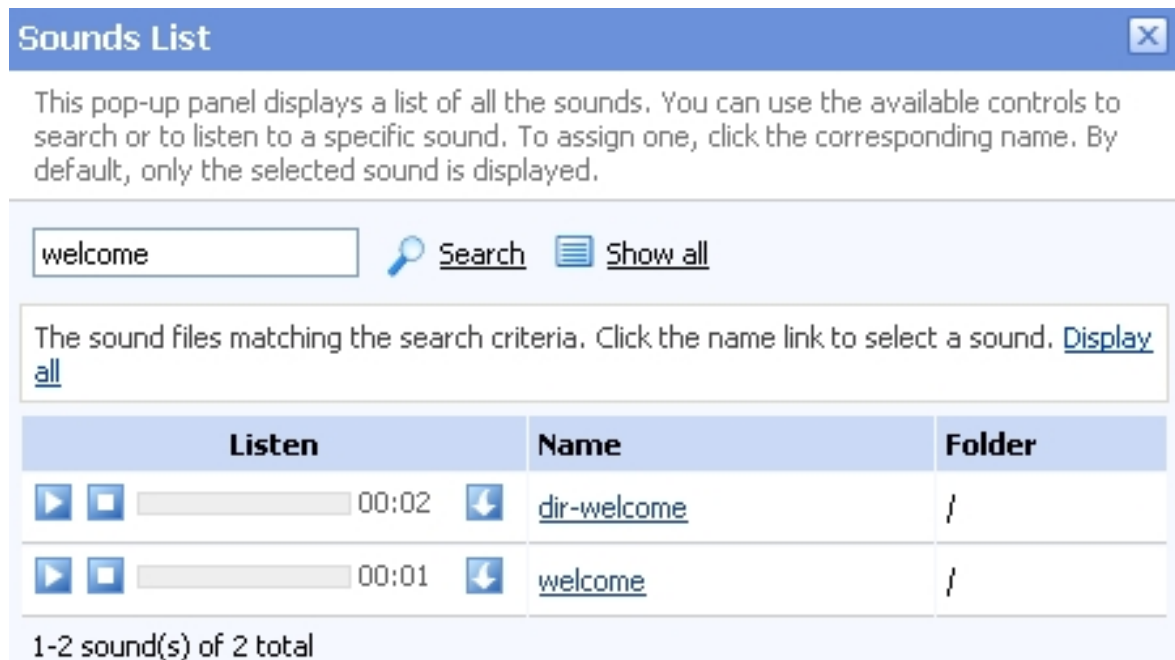 Sounds List
This pop-up panel displays a list of all the sounds. You can use the available controls to
search or to listen to a specific sound. To assign one, click the corresponding name. By
default, only the selected sound is displayed.
welcome Search Show all
The sound files matching the search criteria. Click the name link to select a sound. Display
all
Listen Name Folder
00:02 dir-welcome /
00:01 welcome /
1-2 sound(s) of 2 total